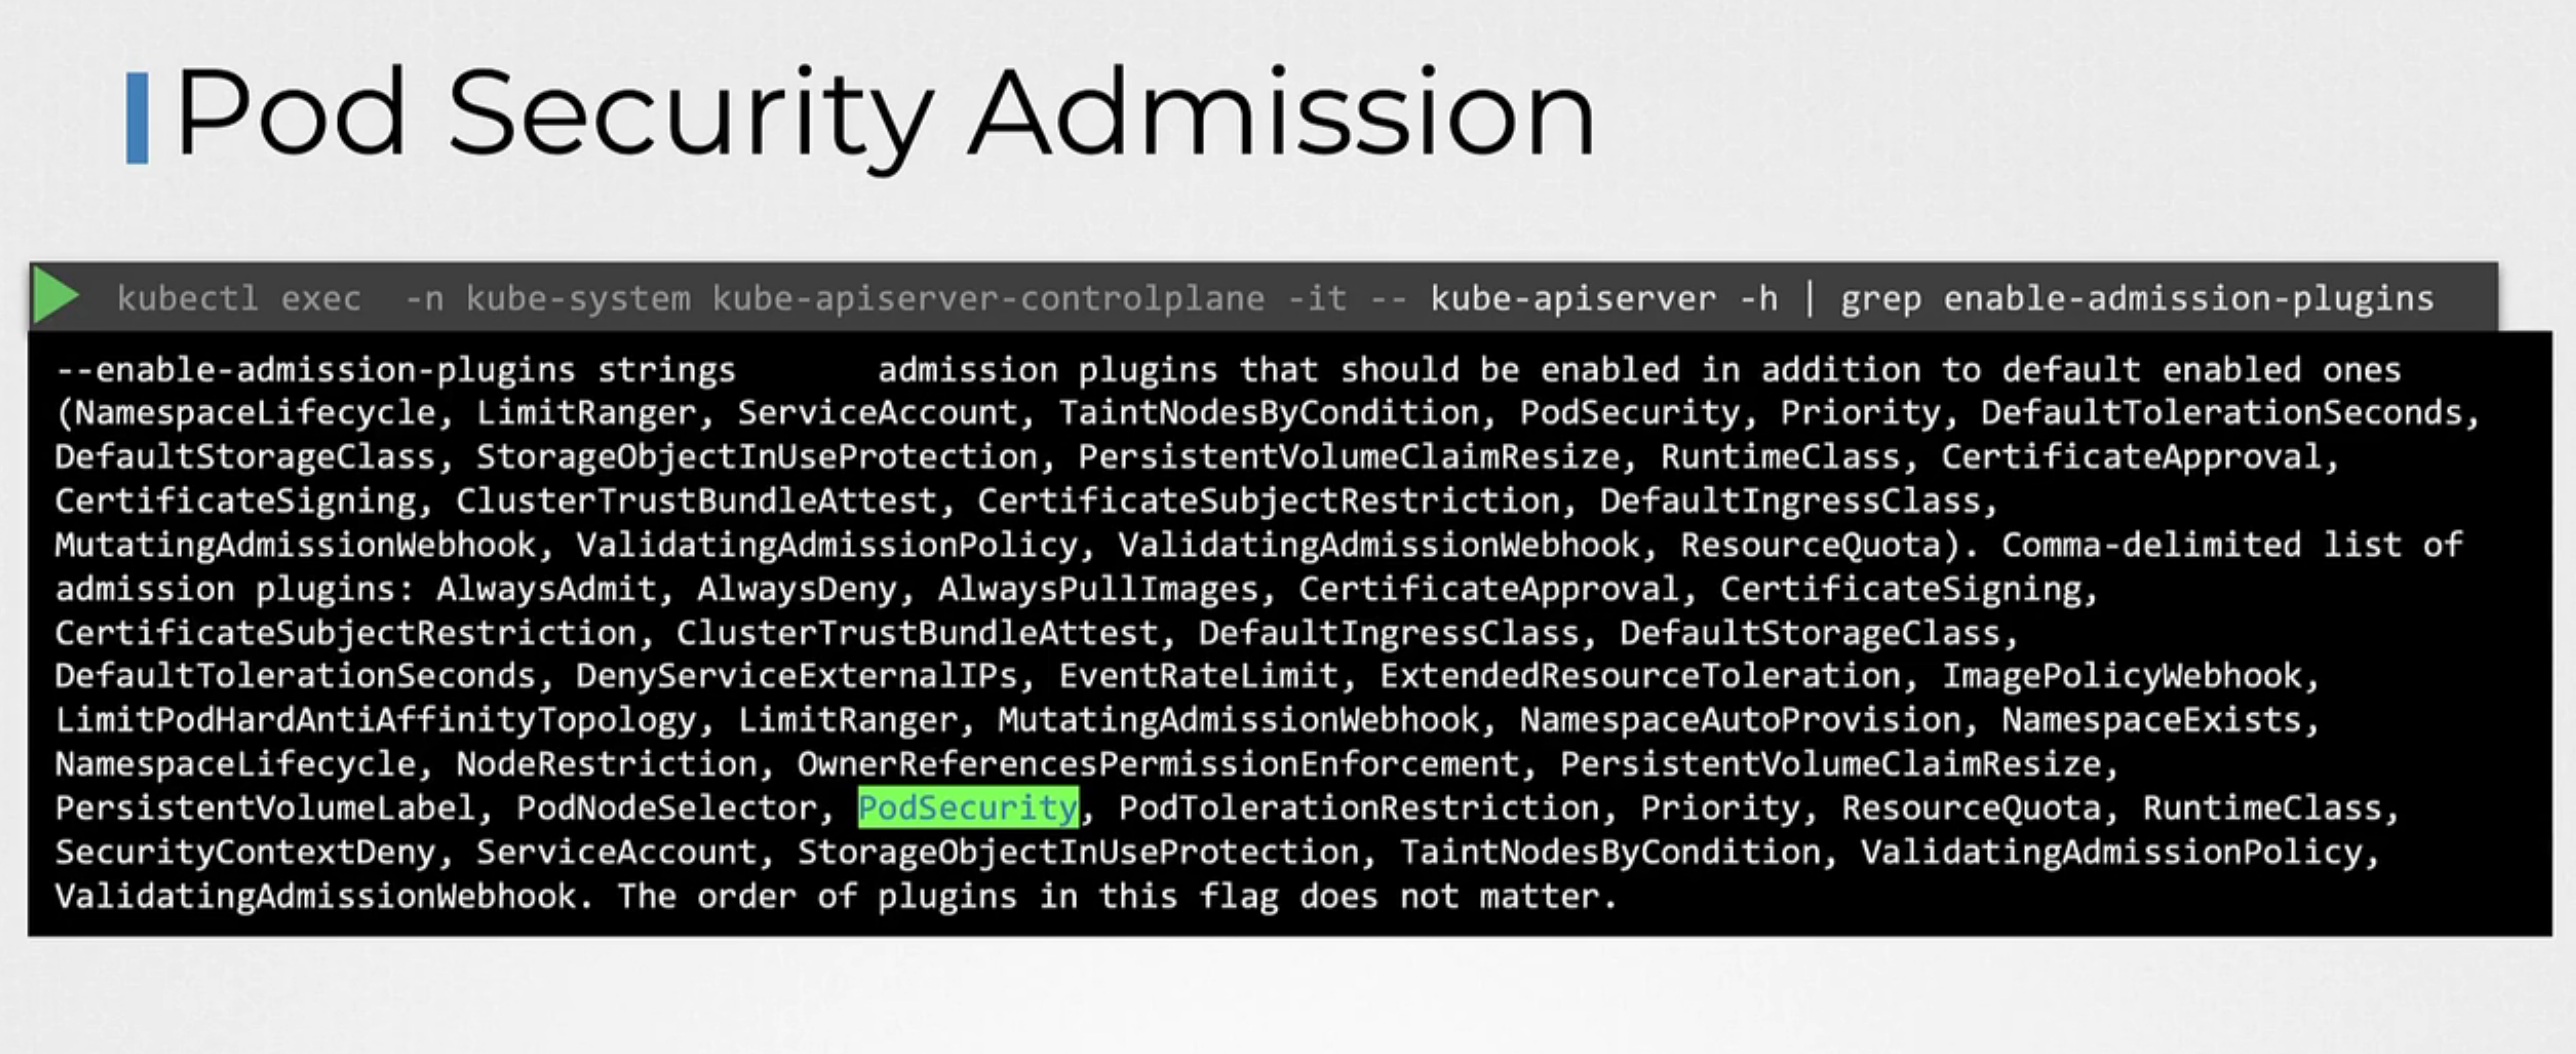 Pod Security Admission
kubectl exec  -n kube-system kube-apiserver-controlplane -it -- kube-apiserver -h | grep enable-admission-plugins
--enable-admission-plugins strings       admission plugins that should be enabled in addition to default enabled ones
(NamespaceLifecycle, LimitRanger, ServiceAccount, TaintNodesByCondition, PodSecurity, Priority, DefaultTolerationSeconds,
DefaultStorageClass, StorageObjectInUseProtection, PersistentVolumeClaimResize, RuntimeClass, CertificateApproval,
CertificateSigning, ClusterTrustBundleAttest, CertificateSubjectRestriction, DefaultIngressClass,
MutatingAdmissionWebhook, ValidatingAdmissionPolicy, ValidatingAdmissionWebhook, ResourceQuota). Comma-delimited list of
admission plugins: AlwaysAdmit, AlwaysDeny, AlwaysPullImages, CertificateApproval, CertificateSigning,
CertificateSubjectRestriction, ClusterTrustBundleAttest, DefaultIngressClass, DefaultStorageClass,
DefaultTolerationSeconds, DenyServiceExternalIPs, EventRateLimit, ExtendedResourceToleration, ImagePolicyWebhook,
LimitPodHardAntiAffinityTopology, LimitRanger, MutatingAdmissionWebhook, NamespaceAutoProvision, NamespaceExists,
NamespaceLifecycle, NodeRestriction, OwnerReferencesPermissionEnforcement, PersistentVolumeClaimResize,
PersistentVolumeLabel, PodNodeSelector, PodSecurity, PodTolerationRestriction, Priority, ResourceQuota, RuntimeClass,
SecurityContextDeny, ServiceAccount, StorageObjectInUseProtection, TaintNodesByCondition, ValidatingAdmissionPolicy,
ValidatingAdmissionWebhook. The order of plugins in this flag does not matter.